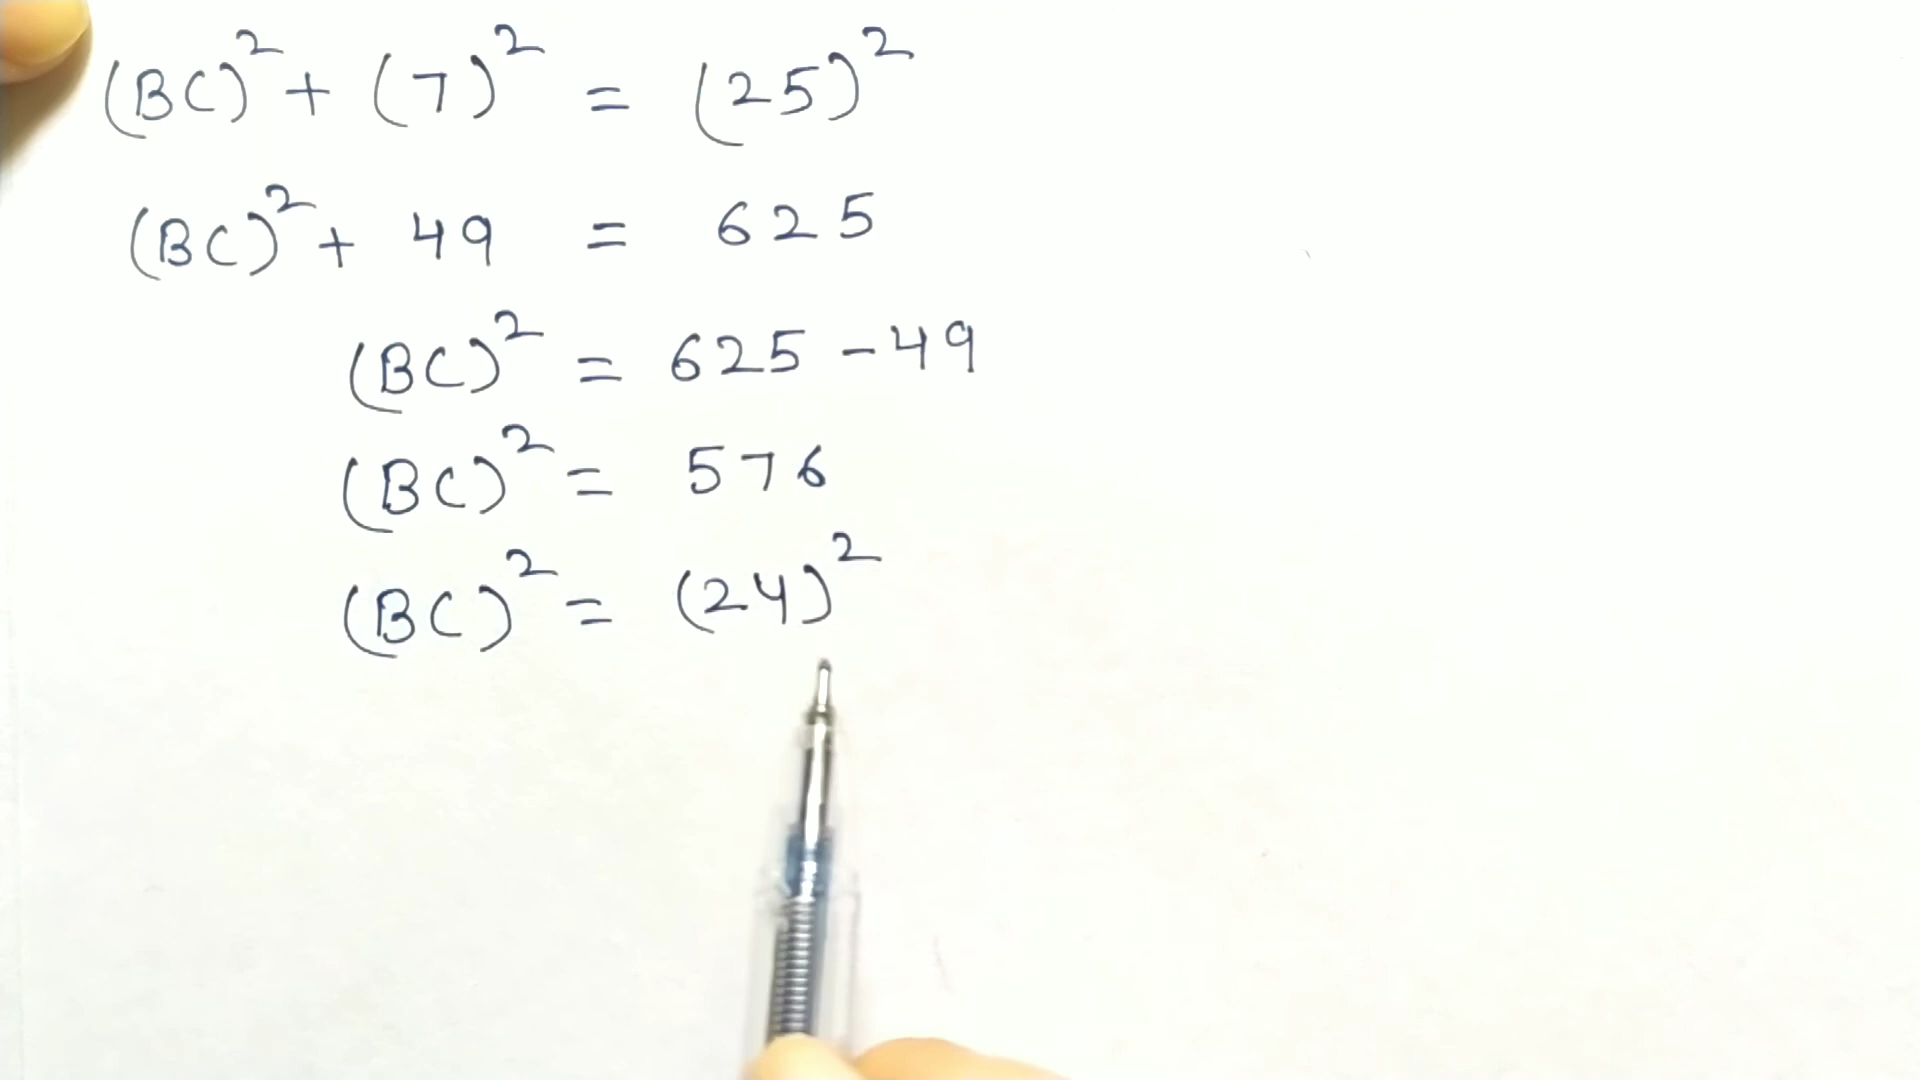 (BC)² + (7)² = (25)²
(BC)² + 49 = 625
(BC)² = 625 - 49
(BC)² = 576
(BC)² = (24)²